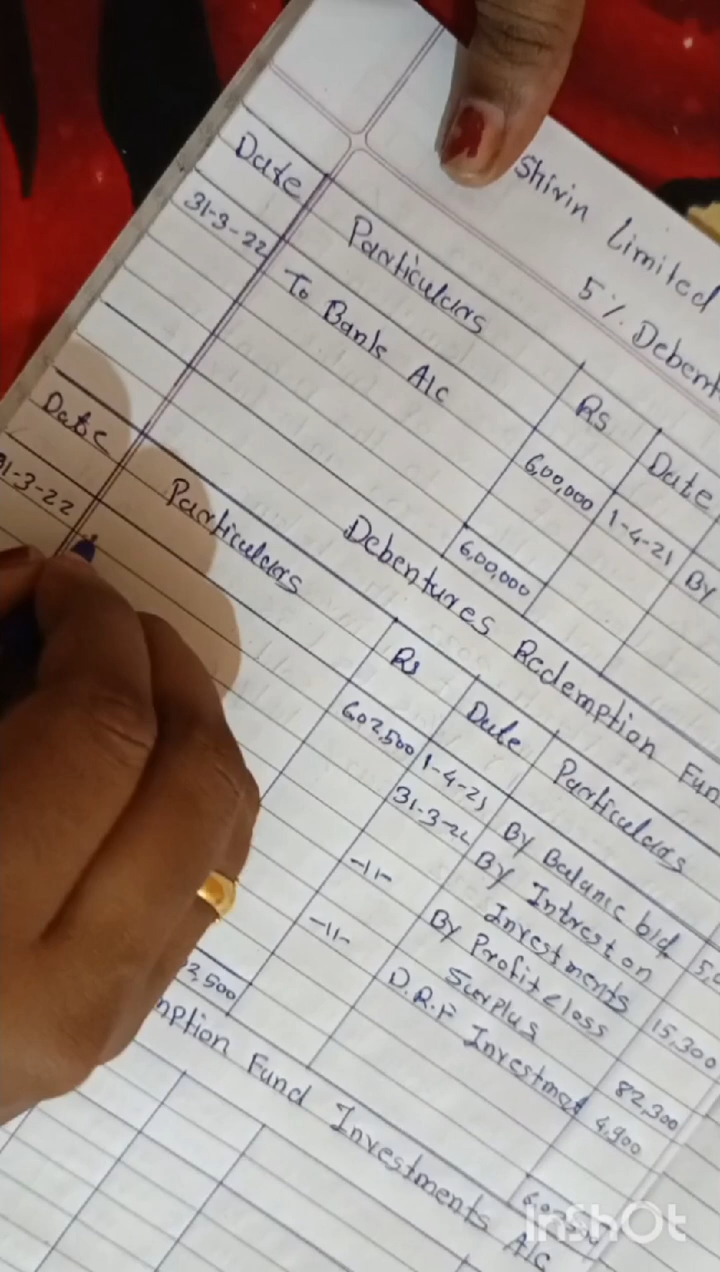 Shivin Limited
5% Debent
Date Particulars Rs Date
31-3-22 To Bank A/c 6,00,000 1-4-21 By
6,00,000
Debentures Redemption Fun
Date Particulars Rs Date Particulars
31-3-22 602,500 1-4-21 By Balance b/d
31-3-22 By Intrest on
Investments 15,300
-11- By Profit & loss
Surplus 82,300
-11- D.R.F Investment 4,900
2,500
mption Fund Investments A/c
InShOt